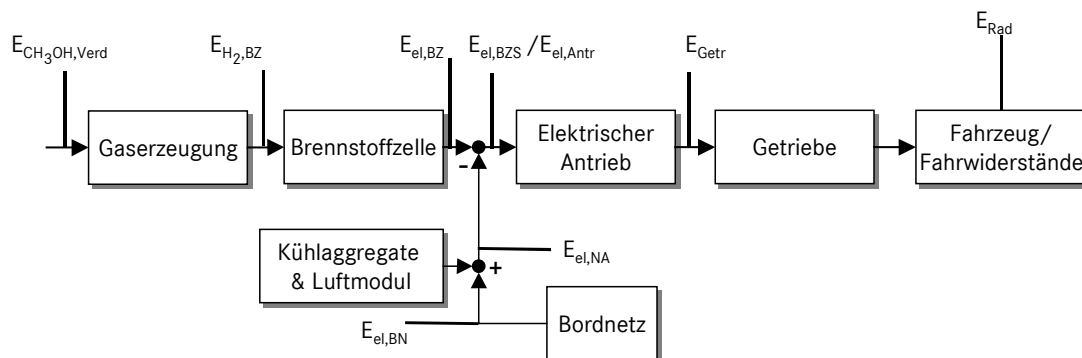 E_CH₃OH,Verd
E_H₂,BZ
E_el,BZ
E_el,BZS / E_el,Antr
E_Getr
E_Rad
Gaserzeugung
Brennstoffzelle
-
Elektrischer
Antrieb
Getriebe
Fahrzeug/
Fahrwiderstände
Kühlaggregate
& Luftmodul
+
E_el,NA
E_el,BN
Bordnetz